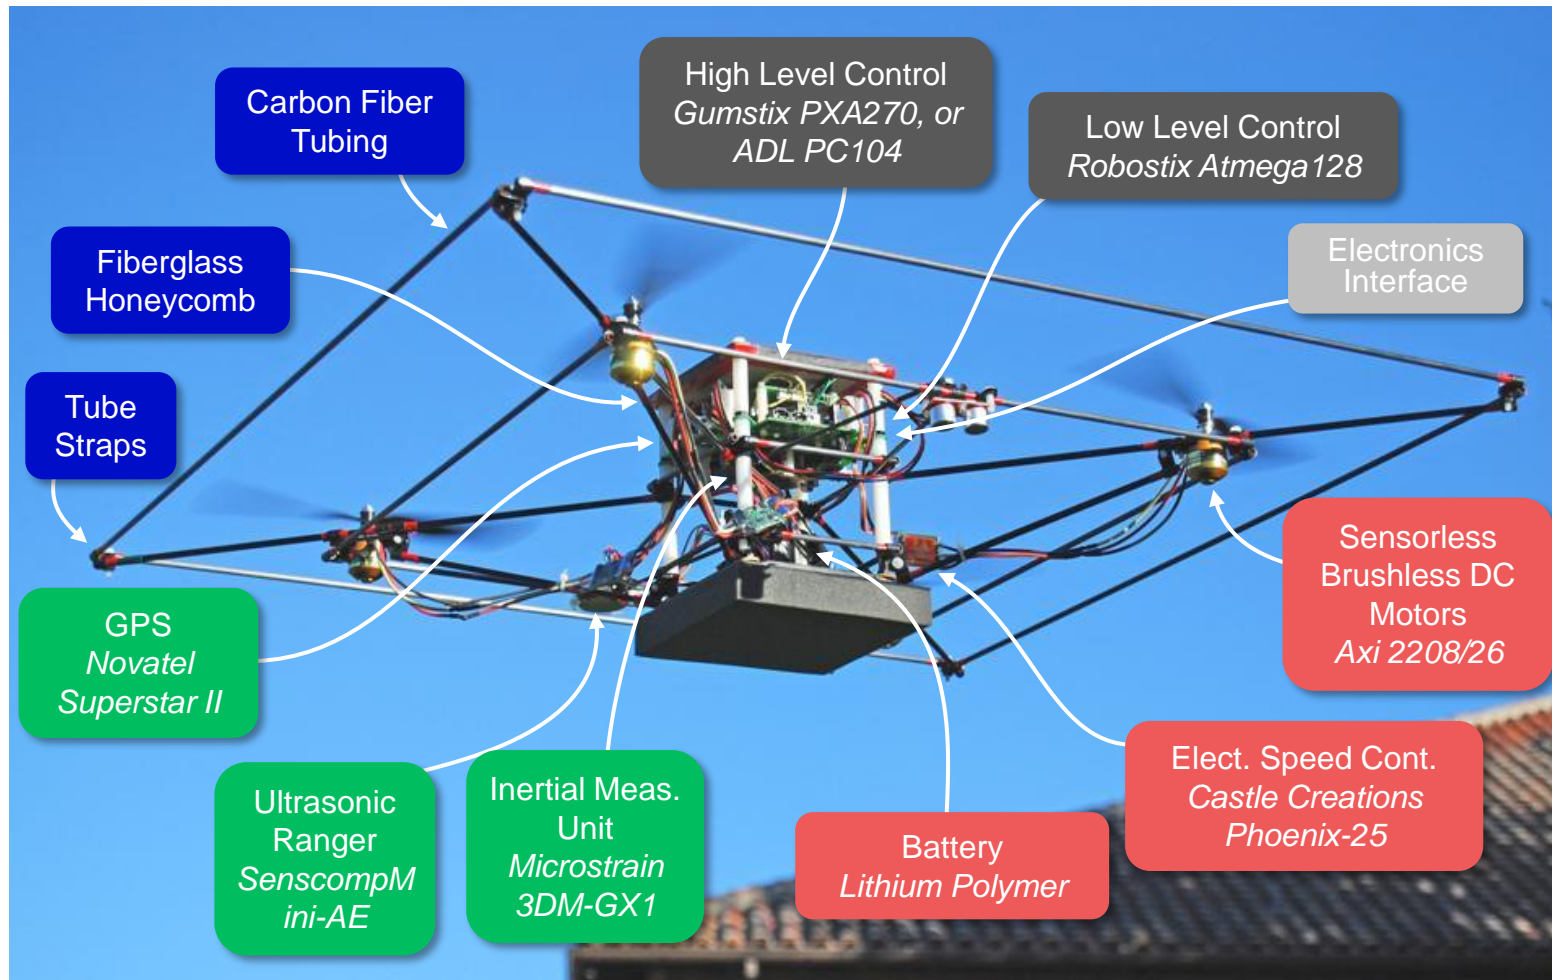 High Level Control
Gumstix PXA270, or
ADL PC104
Carbon Fiber
Tubing
Low Level Control
Robostix Atmega128
Fiberglass
Honeycomb
Electronics
Interface
Tube
Straps
Sensorless
Brushless DC
Motors
Axi 2208/26
GPS
Novatel
Superstar II
Ultrasonic
Ranger
SenscompM
ini-AE
Inertial Meas.
Unit
Microstrain
3DM-GX1
Battery
Lithium Polymer
Elect. Speed Cont.
Castle Creations
Phoenix-25